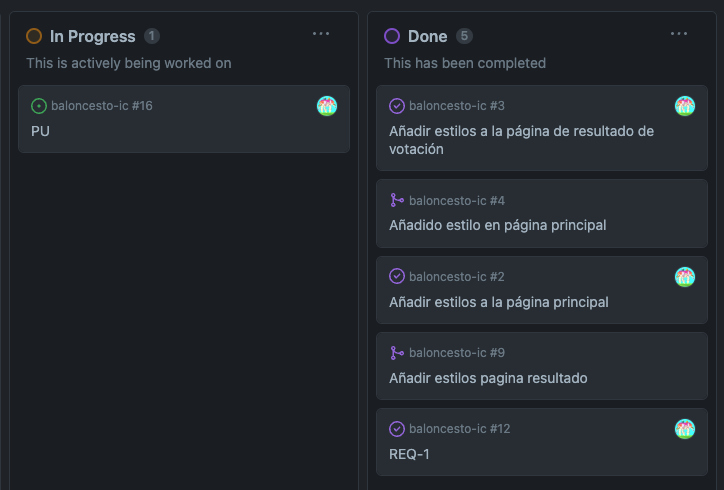 In Progress 1
This is actively being worked on
baloncesto-ic #16
PU
Done 5
This has been completed
baloncesto-ic #3
Añadir estilos a la página de resultado de
votación
baloncesto-ic #4
Añadido estilo en página principal
baloncesto-ic #2
Añadir estilos a la página principal
baloncesto-ic #9
Añadir estilos pagina resultado
baloncesto-ic #12
REQ-1